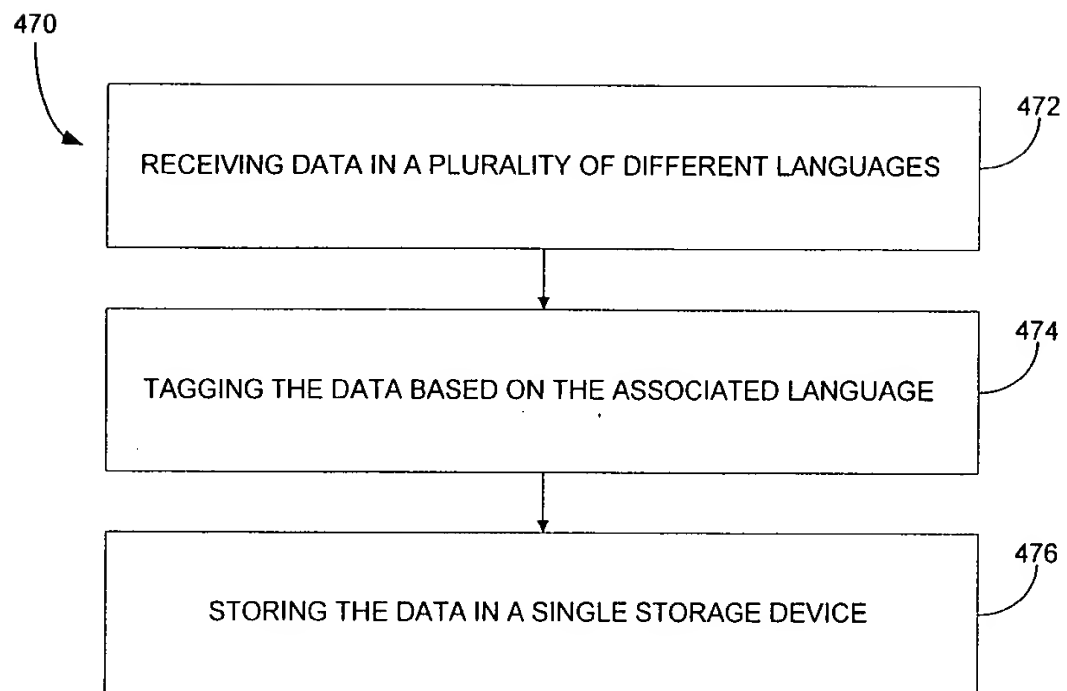 470
472
RECEIVING DATA IN A PLURALITY OF DIFFERENT LANGUAGES
474
TAGGING THE DATA BASED ON THE ASSOCIATED LANGUAGE
476
STORING THE DATA IN A SINGLE STORAGE DEVICE